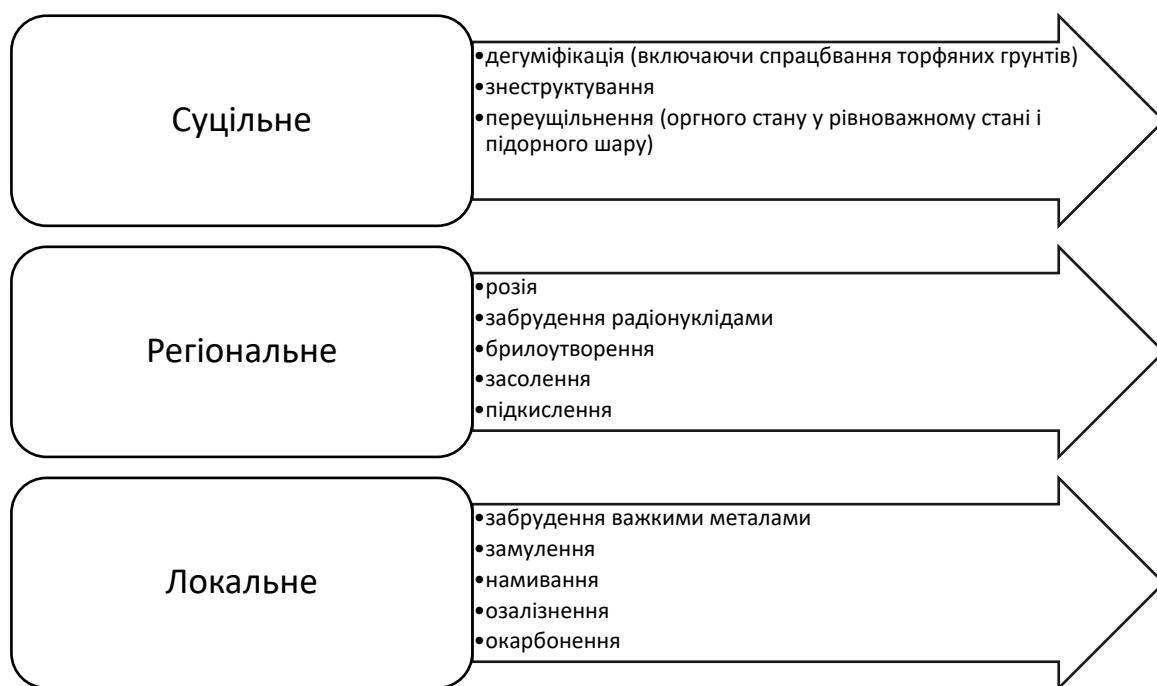 Суцільне
•дегуміфікація (включаючи спрацбвання торфяних грунтів)
•знеструктування
•переущільнення (оргного стану у рівноважному стані і
підорного шару)
Регіональне
•розія
•забрудення радіонуклідами
•брилоутворення
•засолення
•підкислення
Локальне
•забрудення важкими металами
•замулення
•намивання
•озалізнення
•окарбонення